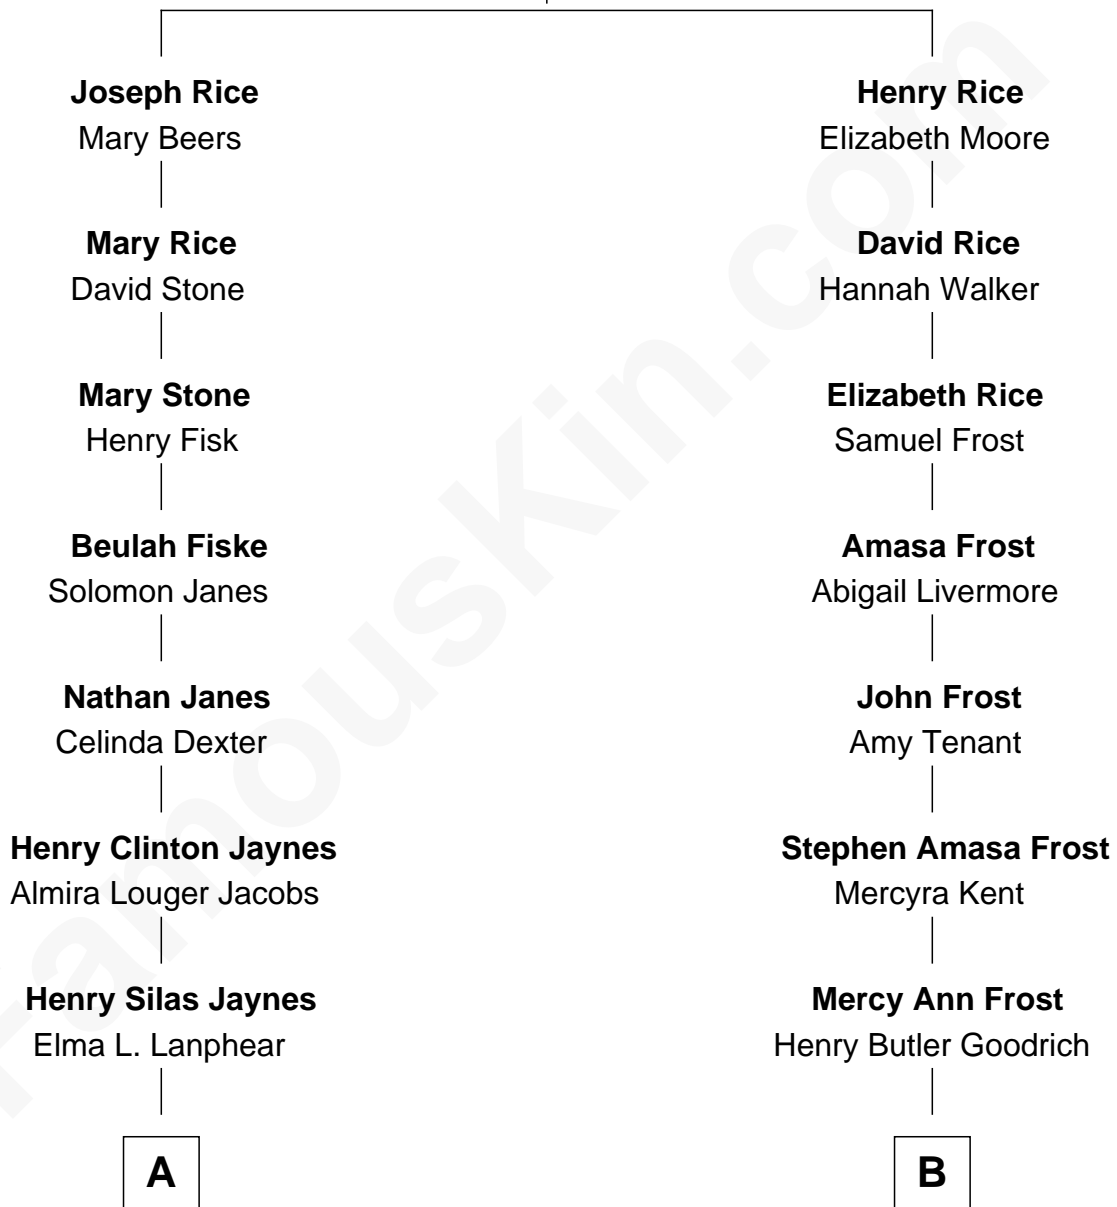 Joseph Rice
Mary Beers
Mary Rice
David Stone
Mary Stone
Henry Fisk
Beulah Fiske
Solomon Janes
Nathan Janes
Celinda Dexter
Henry Clinton Jaynes
Almira Louger Jacobs
Henry Silas Jaynes
Elma L. Lanphear
A
Henry Rice
Elizabeth Moore
David Rice
Hannah Walker
Elizabeth Rice
Samuel Frost
Amasa Frost
Abigail Livermore
John Frost
Amy Tenant
Stephen Amasa Frost
Mercyra Kent
Mercy Ann Frost
Henry Butler Goodrich
B
FamousKin.com